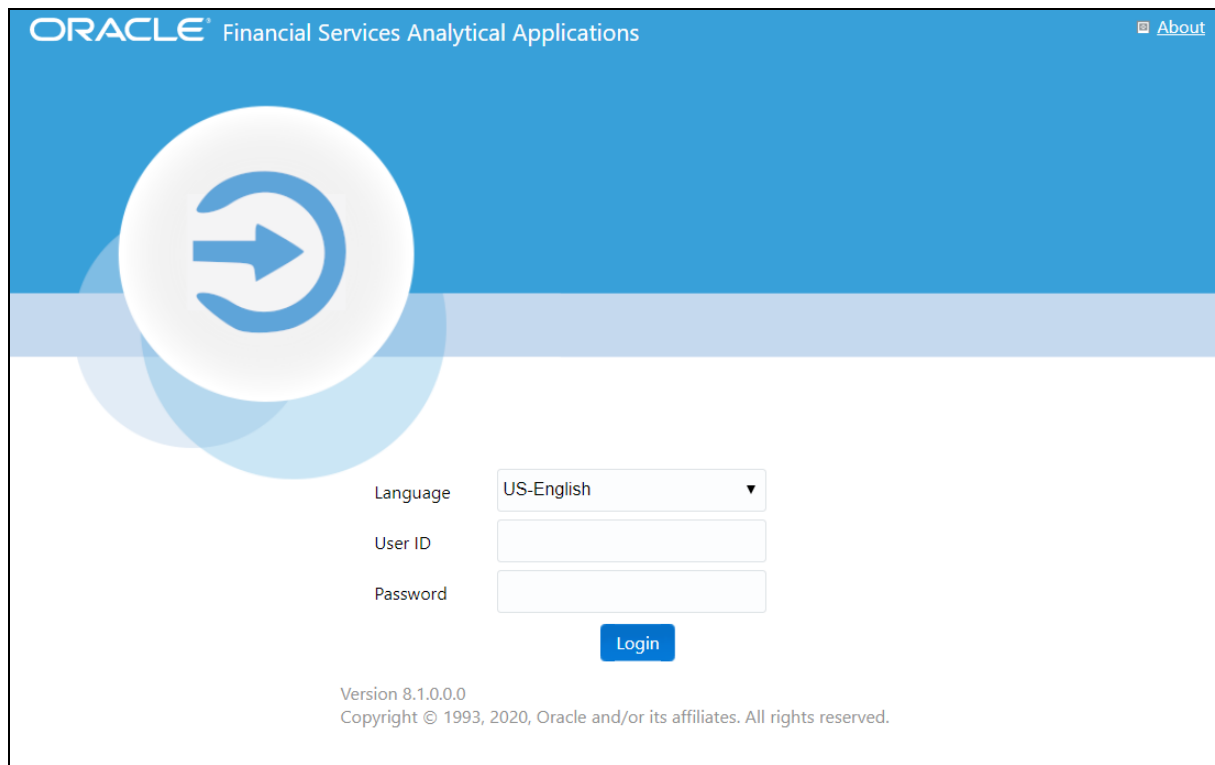 ORACLE® Financial Services Analytical Applications
About
Language US-English
User ID
Password
Login
Version 8.1.0.0.0
Copyright © 1993, 2020, Oracle and/or its affiliates. All rights reserved.